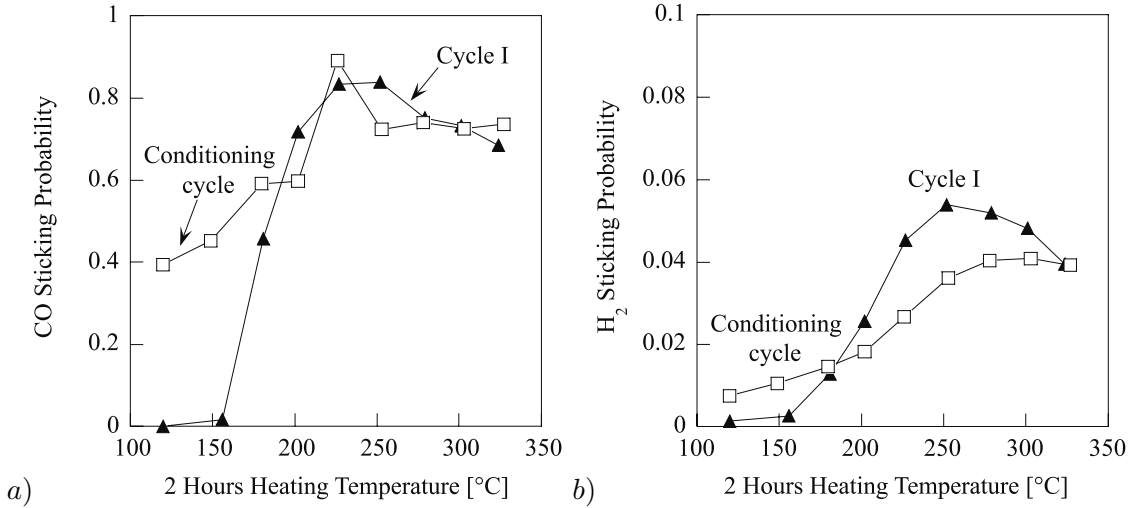 1
0.8
0.6
0.4
0.2
0
100
150
200
250
300
350
CO Sticking Probability
2 Hours Heating Temperature [°C]
Conditioning
cycle
Cycle I
a)
0.1
0.08
0.06
0.04
0.02
0
100
150
200
250
300
350
H₂ Sticking Probability
2 Hours Heating Temperature [°C]
Conditioning
cycle
Cycle I
b)